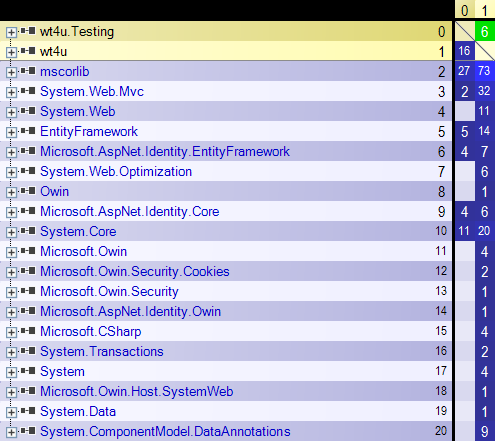 0 1
wt4u.Testing 0 6
wt4u 1 16
mscorlib 2 27 73
System.Web.Mvc 3 2 32
System.Web 4 11
EntityFramework 5 5 14
Microsoft.AspNet.Identity.EntityFramework 6 4 7
System.Web.Optimization 7 6
Owin 8 1
Microsoft.AspNet.Identity.Core 9 4 6
System.Core 10 11 20
Microsoft.Owin 11 4
Microsoft.Owin.Security.Cookies 12 2
Microsoft.Owin.Security 13 1
Microsoft.AspNet.Identity.Owin 14 1
Microsoft.CSharp 15 4
System.Transactions 16 2
System 17 4
Microsoft.Owin.Host.SystemWeb 18 1
System.Data 19 1
System.ComponentModel.DataAnnotations 20 9